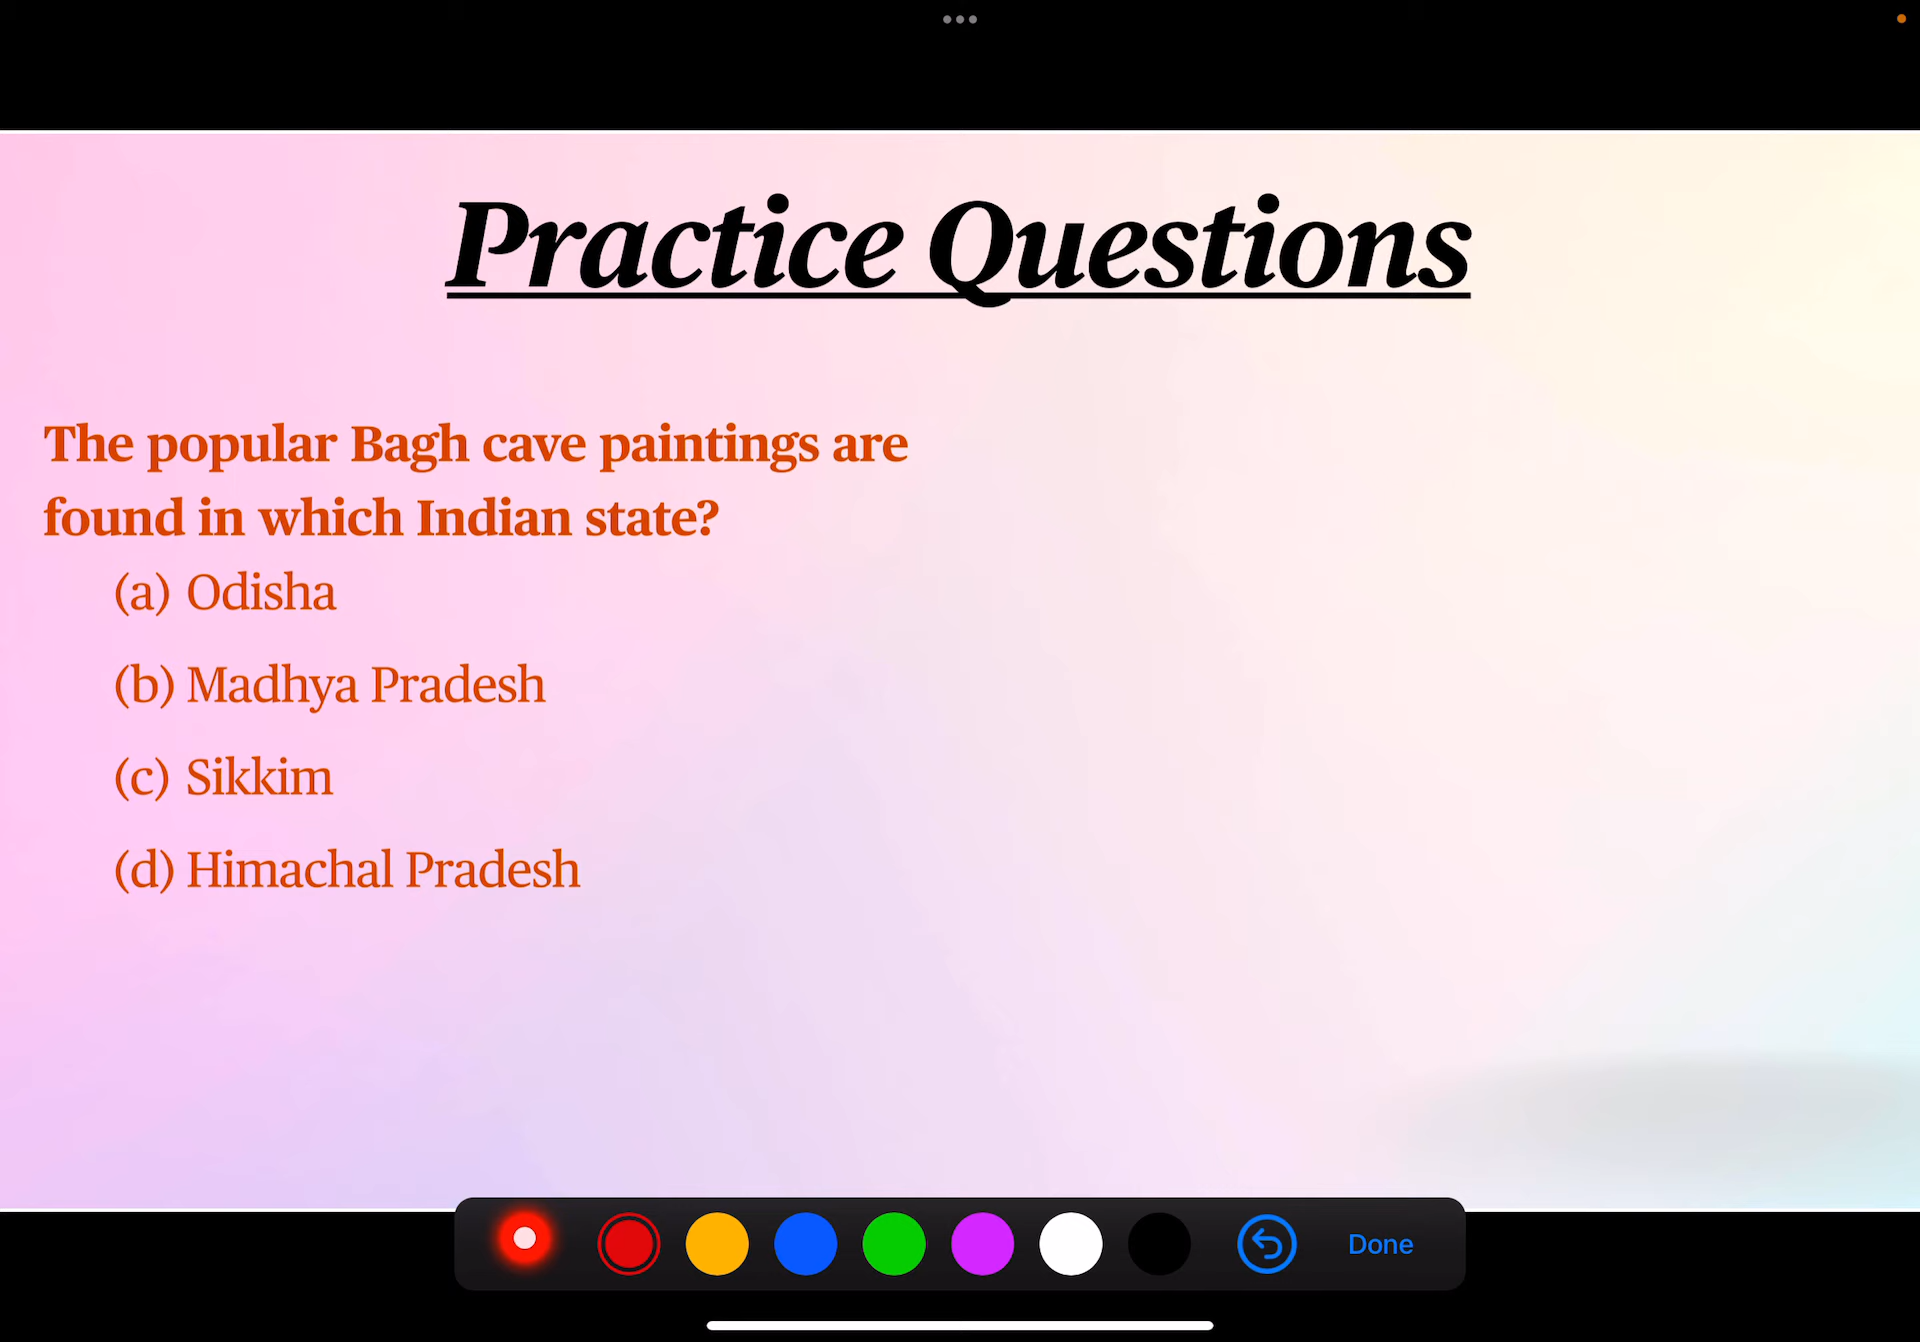 Practice Questions
The popular Bagh cave paintings are
found in which Indian state?
(a) Odisha
(b) Madhya Pradesh
(c) Sikkim
(d) Himachal Pradesh
Done